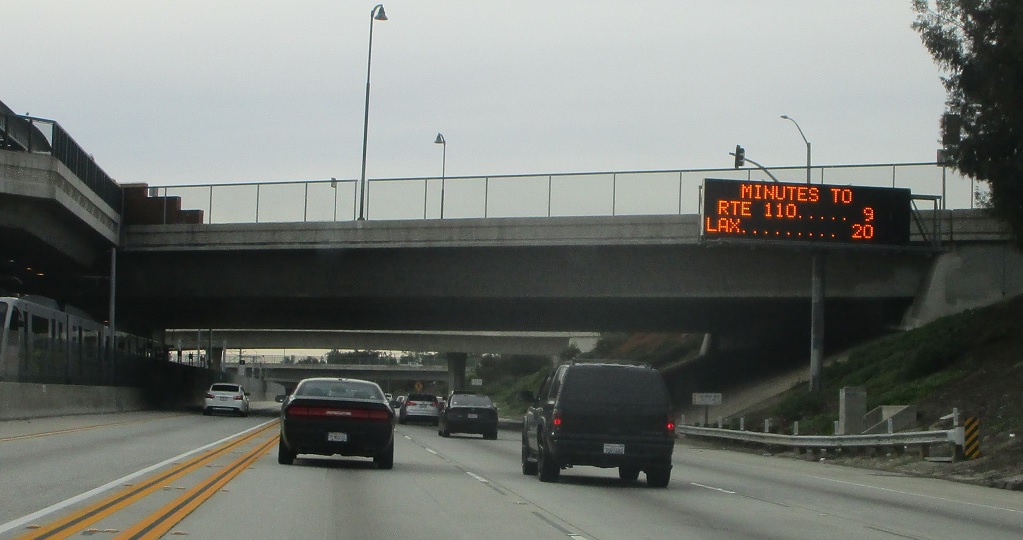 MINUTES TO
RTE 110..... 9
LAX......... 20